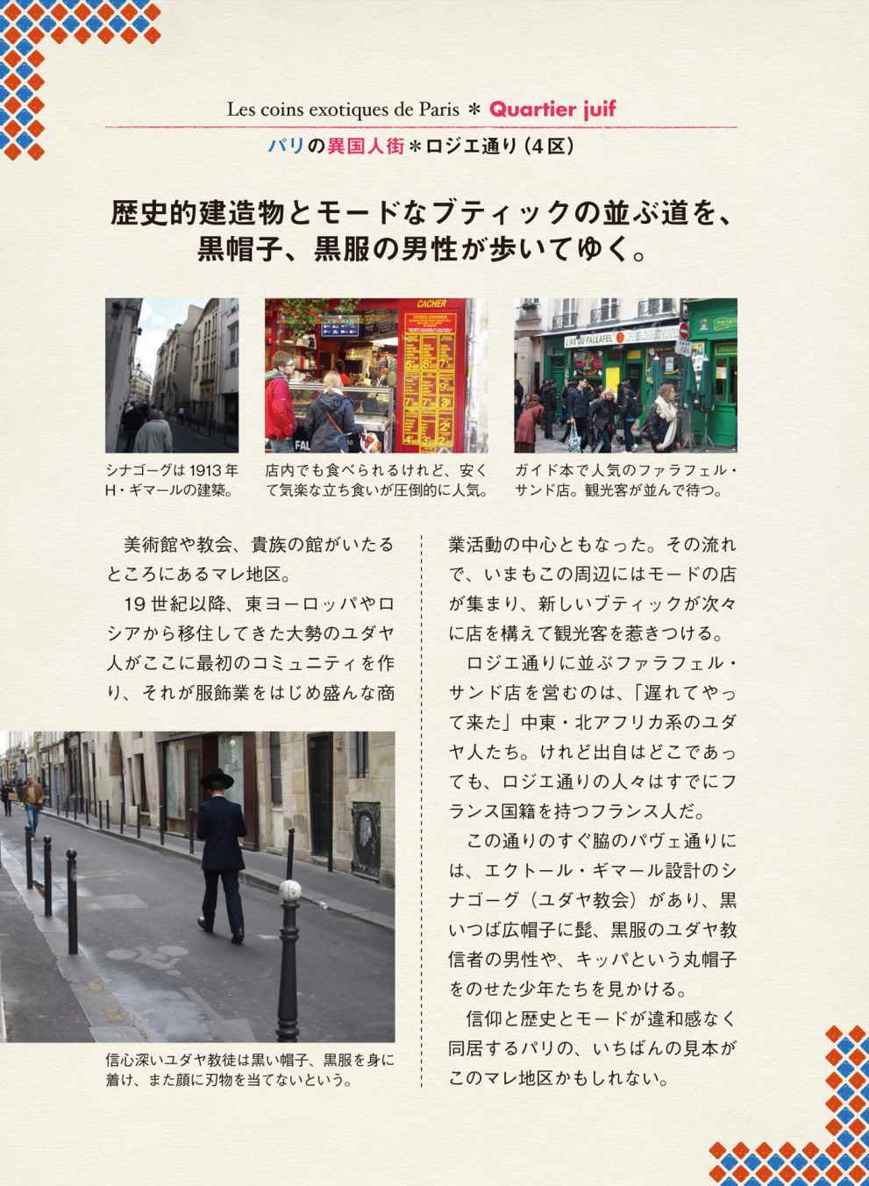 Les coins exotiques de Paris ＊ Quartier juif
パリの異国人街＊ロジエ通り（4区）
歴史的建造物とモードなブティックの並ぶ道を、
黒帽子、黒服の男性が歩いてゆく。
CACHER
L'AS DU FALLAFEL
FAL
シナゴーグは1913年
H・ギマールの建築。
店内でも食べられるけれど、安く
て気楽な立ち食いが圧倒的に人気。
ガイド本で人気のファラフェル・
サンド店。観光客が並んで待つ。
美術館や教会、貴族の館がいたる
ところにあるマレ地区。
19世紀以降、東ヨーロッパやロ
シアから移住してきた大勢のユダヤ
人がここに最初のコミュニティを作
り、それが服飾業をはじめ盛んな商
業活動の中心ともなった。その流れ
で、いまもこの周辺にはモードの店
が集まり、新しいブティックが次々
に店を構えて観光客を惹きつける。
ロジエ通りに並ぶファラフェル・
サンド店を営むのは、「遅れてやっ
て来た」中東・北アフリカ系のユダ
ヤ人たち。けれど出自はどこであっ
ても、ロジエ通りの人々はすでにフ
ランス国籍を持つフランス人だ。
この通りのすぐ脇のパヴェ通りに
は、エクトール・ギマール設計のシ
ナゴーグ（ユダヤ教会）があり、黒
いつば広帽子に髭、黒服のユダヤ教
信者の男性や、キッパという丸帽子
をのせた少年たちを見かける。
信仰と歴史とモードが違和感なく
同居するパリの、いちばんの見本が
このマレ地区かもしれない。
信心深いユダヤ教徒は黒い帽子、黒服を身に
着け、また顔に刃物を当てないという。